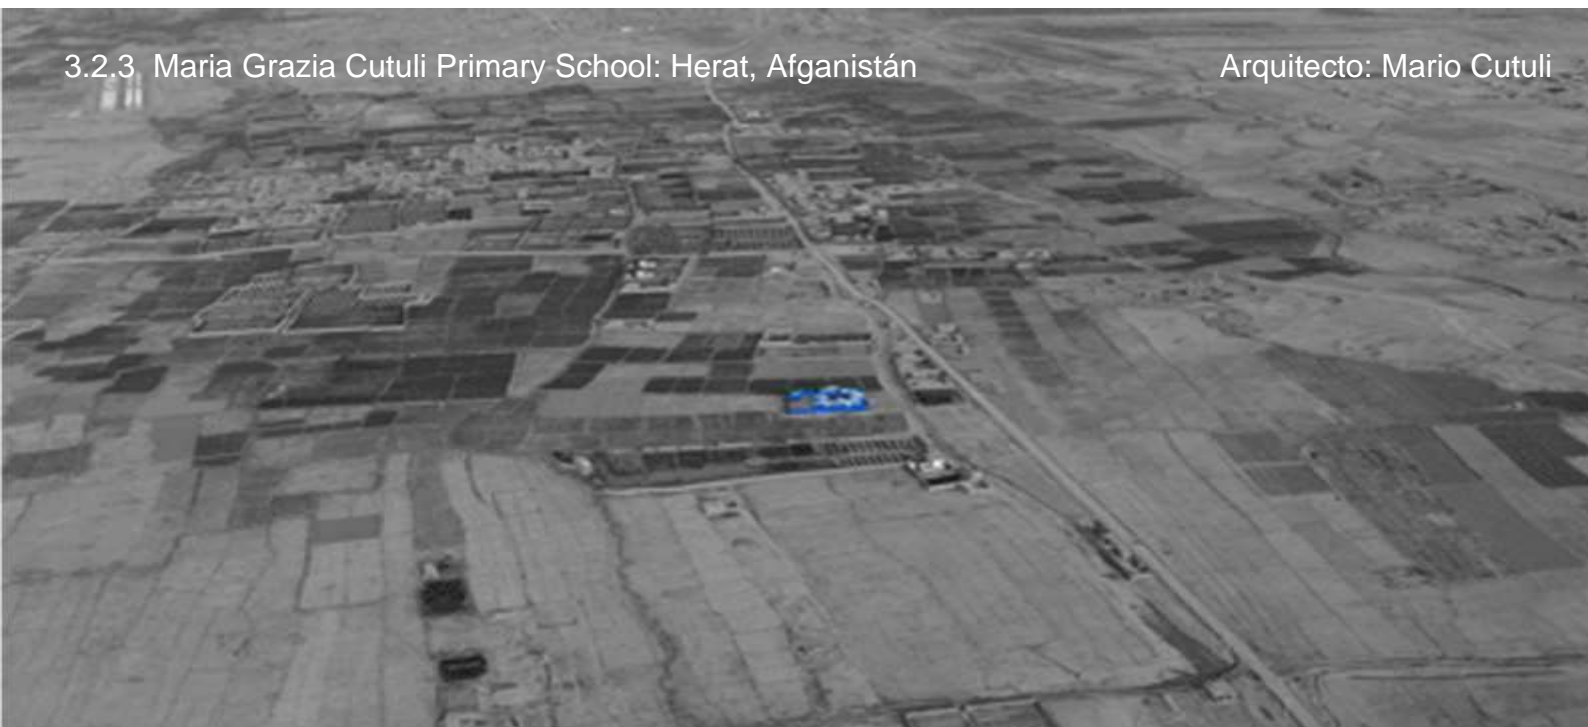 3.2.3 Maria Grazia Cutuli Primary School: Herat, Afganistán
Arquitecto: Mario Cutuli